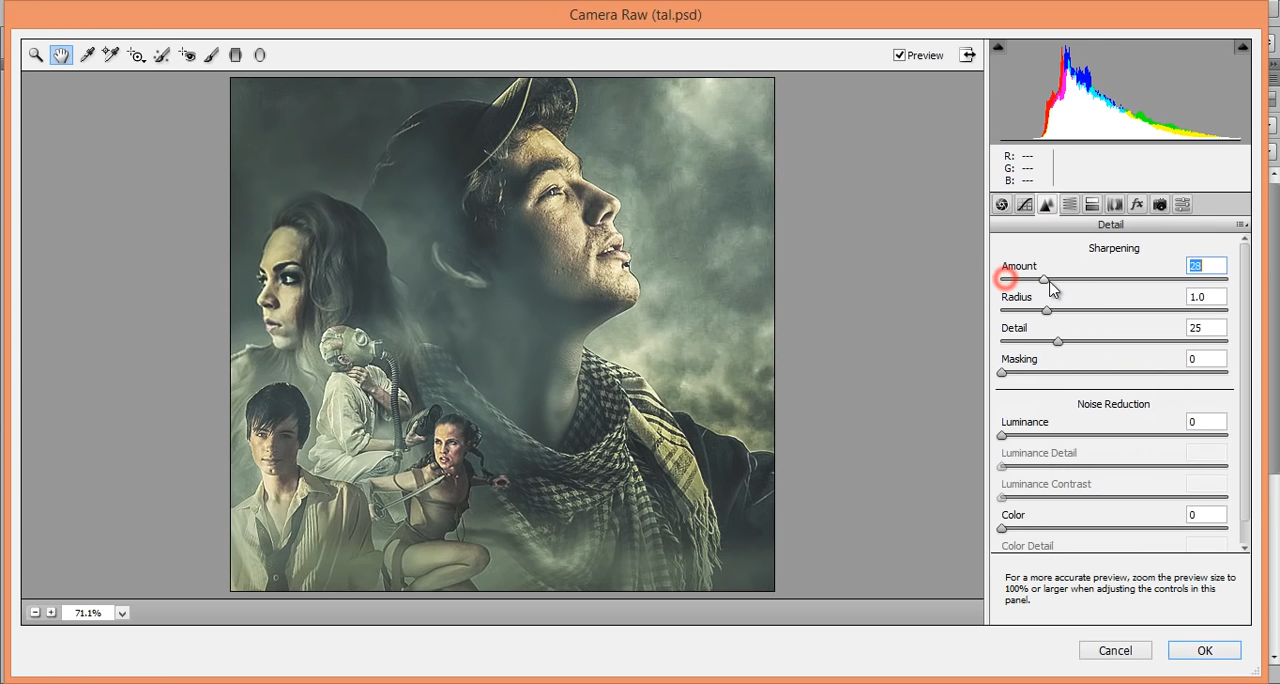 Camera Raw (tal.psd)
Preview
R: ---
G: ---
B: ---
fx
Detail
Sharpening
Amount 28
Radius 1.0
Detail 25
Masking 0
Noise Reduction
Luminance 0
Luminance Detail
Luminance Contrast
Color 0
Color Detail
For a more accurate preview, zoom the preview size to
100% or larger when adjusting the controls in this
panel.
71.1%
Cancel OK